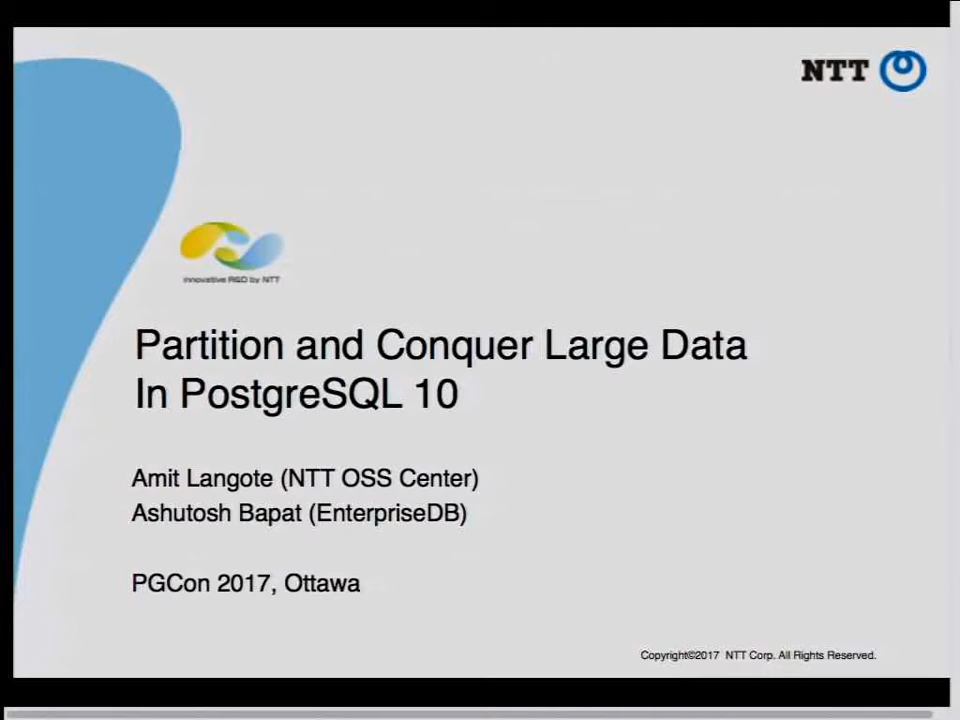 NTT
Innovative R&D by NTT
Partition and Conquer Large Data
In PostgreSQL 10
Amit Langote (NTT OSS Center)
Ashutosh Bapat (EnterpriseDB)
PGCon 2017, Ottawa
Copyright©2017 NTT Corp. All Rights Reserved.